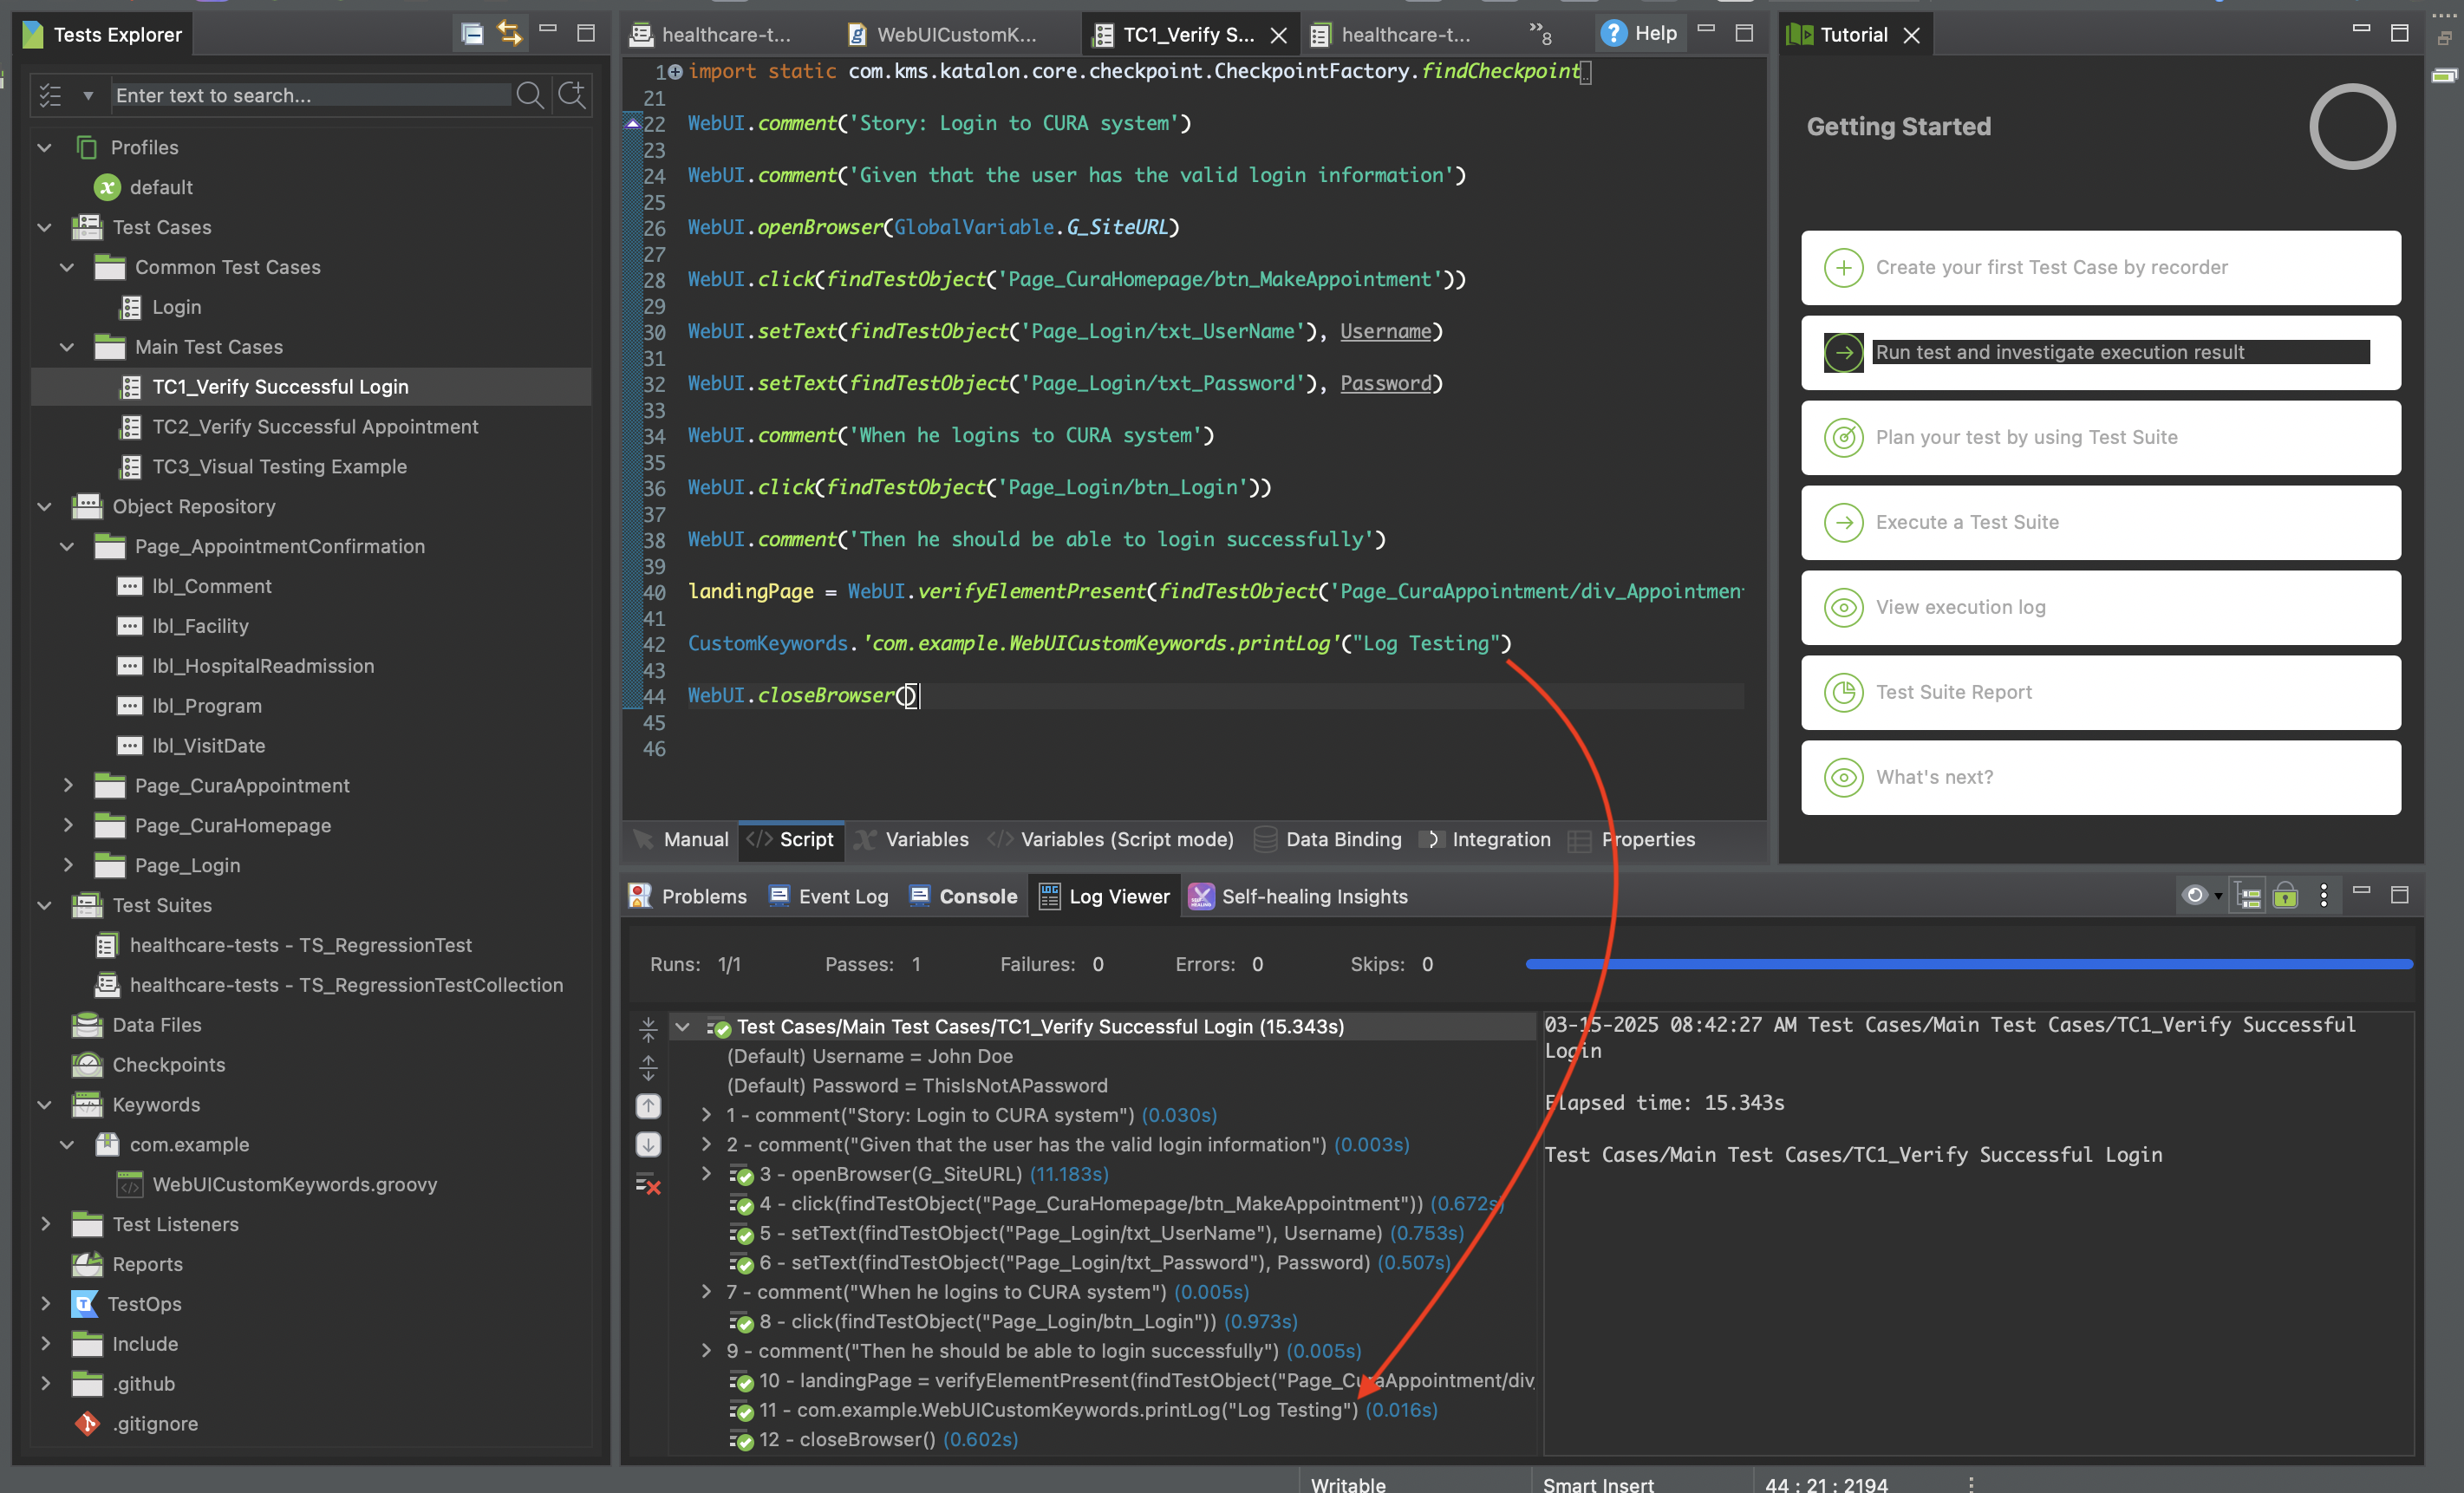 Tests Explorer
Enter text to search...
Profiles
default
Test Cases
Common Test Cases
Login
Main Test Cases
TC1_Verify Successful Login
TC2_Verify Successful Appointment
TC3_Visual Testing Example
Object Repository
Page_AppointmentConfirmation
lbl_Comment
lbl_Facility
lbl_HospitalReadmission
lbl_Program
lbl_VisitDate
Page_CuraAppointment
Page_CuraHomepage
Page_Login
Test Suites
healthcare-tests - TS_RegressionTest
healthcare-tests - TS_RegressionTestCollection
Data Files
Checkpoints
Keywords
com.example
WebUICustomKeywords.groovy
Test Listeners
Reports
TestOps
Include
.github
.gitignore
healthcare-t... WebUICustomK... TC1_Verify S... healthcare-t... »8 Help
1 import static com.kms.katalon.core.checkpoint.CheckpointFactory.findCheckpoint
21
22 WebUI.comment('Story: Login to CURA system')
23
24 WebUI.comment('Given that the user has the valid login information')
25
26 WebUI.openBrowser(GlobalVariable.G_SiteURL)
27
28 WebUI.click(findTestObject('Page_CuraHomepage/btn_MakeAppointment'))
29
30 WebUI.setText(findTestObject('Page_Login/txt_UserName'), Username)
31
32 WebUI.setText(findTestObject('Page_Login/txt_Password'), Password)
33
34 WebUI.comment('When he logins to CURA system')
35
36 WebUI.click(findTestObject('Page_Login/btn_Login'))
37
38 WebUI.comment('Then he should be able to login successfully')
39
40 landingPage = WebUI.verifyElementPresent(findTestObject('Page_CuraAppointment/div_Appointmen
41
42 CustomKeywords.'com.example.WebUICustomKeywords.printLog'("Log Testing")
43
44 WebUI.closeBrowser()
45
46
Manual Script Variables Variables (Script mode) Data Binding Integration Properties
Tutorial
Getting Started
Create your first Test Case by recorder
Run test and investigate execution result
Plan your test by using Test Suite
Execute a Test Suite
View execution log
Test Suite Report
What's next?
Problems Event Log Console Log Viewer Self-healing Insights
Runs: 1/1 Passes: 1 Failures: 0 Errors: 0 Skips: 0
Test Cases/Main Test Cases/TC1_Verify Successful Login (15.343s)
(Default) Username = John Doe
(Default) Password = ThisIsNotAPassword
1 - comment("Story: Login to CURA system") (0.030s)
2 - comment("Given that the user has the valid login information") (0.003s)
3 - openBrowser(G_SiteURL) (11.183s)
4 - click(findTestObject("Page_CuraHomepage/btn_MakeAppointment")) (0.672s)
5 - setText(findTestObject("Page_Login/txt_UserName"), Username) (0.753s)
6 - setText(findTestObject("Page_Login/txt_Password"), Password) (0.507s)
7 - comment("When he logins to CURA system") (0.005s)
8 - click(findTestObject("Page_Login/btn_Login")) (0.973s)
9 - comment("Then he should be able to login successfully") (0.005s)
10 - landingPage = verifyElementPresent(findTestObject("Page_CuraAppointment/div_
11 - com.example.WebUICustomKeywords.printLog("Log Testing") (0.016s)
12 - closeBrowser() (0.602s)
03-15-2025 08:42:27 AM Test Cases/Main Test Cases/TC1_Verify Successful
Login
Elapsed time: 15.343s
Test Cases/Main Test Cases/TC1_Verify Successful Login
Writable Smart Insert 44 : 21 : 2194